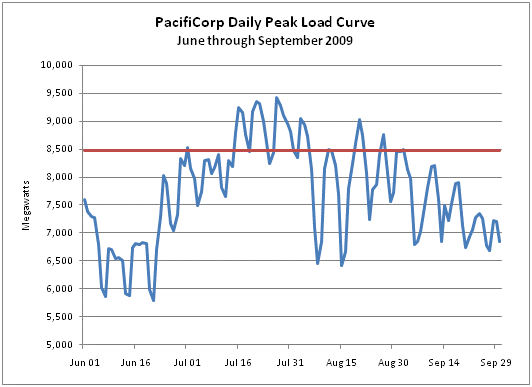 PacifiCorp Daily Peak Load Curve
June through September 2009
Megawatts
10,000
9,500
9,000
8,500
8,000
7,500
7,000
6,500
6,000
5,500
5,000
Jun 01 Jun 16 Jul 01 Jul 16 Jul 31 Aug15 Aug 30 Sep 14 Sep 29